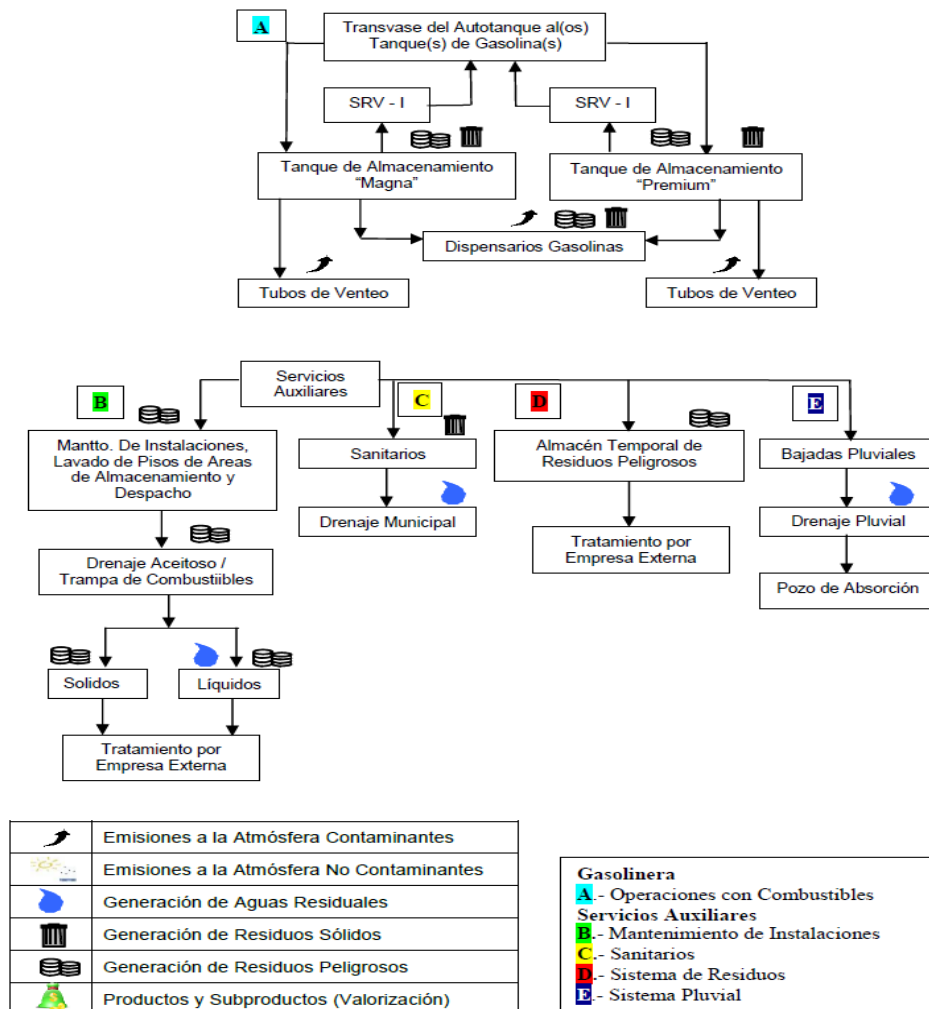 A
Transvase del Autotanque al(os)
Tanque(s) de Gasolina(s)
SRV - I
SRV - I
Tanque de Almacenamiento
“Magna”
Tanque de Almacenamiento
“Premium”
Dispensarios Gasolinas
Tubos de Venteo
Tubos de Venteo
Servicios
Auxiliares
B
C
D
E
Mantto. De Instalaciones,
Lavado de Pisos de Areas
de Almacenamiento y
Despacho
Sanitarios
Almacén Temporal de
Residuos Peligrosos
Bajadas Pluviales
Drenaje Municipal
Drenaje Pluvial
Drenaje Aceitoso /
Trampa de Combustiibles
Tratamiento por
Empresa Externa
Pozo de Absorción
Solidos
Líquidos
Tratamiento por
Empresa Externa
Emisiones a la Atmósfera Contaminantes
Emisiones a la Atmósfera No Contaminantes
Generación de Aguas Residuales
Generación de Residuos Sólidos
Generación de Residuos Peligrosos
Productos y Subproductos (Valorización)
Gasolinera
A.- Operaciones con Combustibles
Servicios Auxiliares
B.- Mantenimiento de Instalaciones
C.- Sanitarios
D.- Sistema de Residuos
E.- Sistema Pluvial